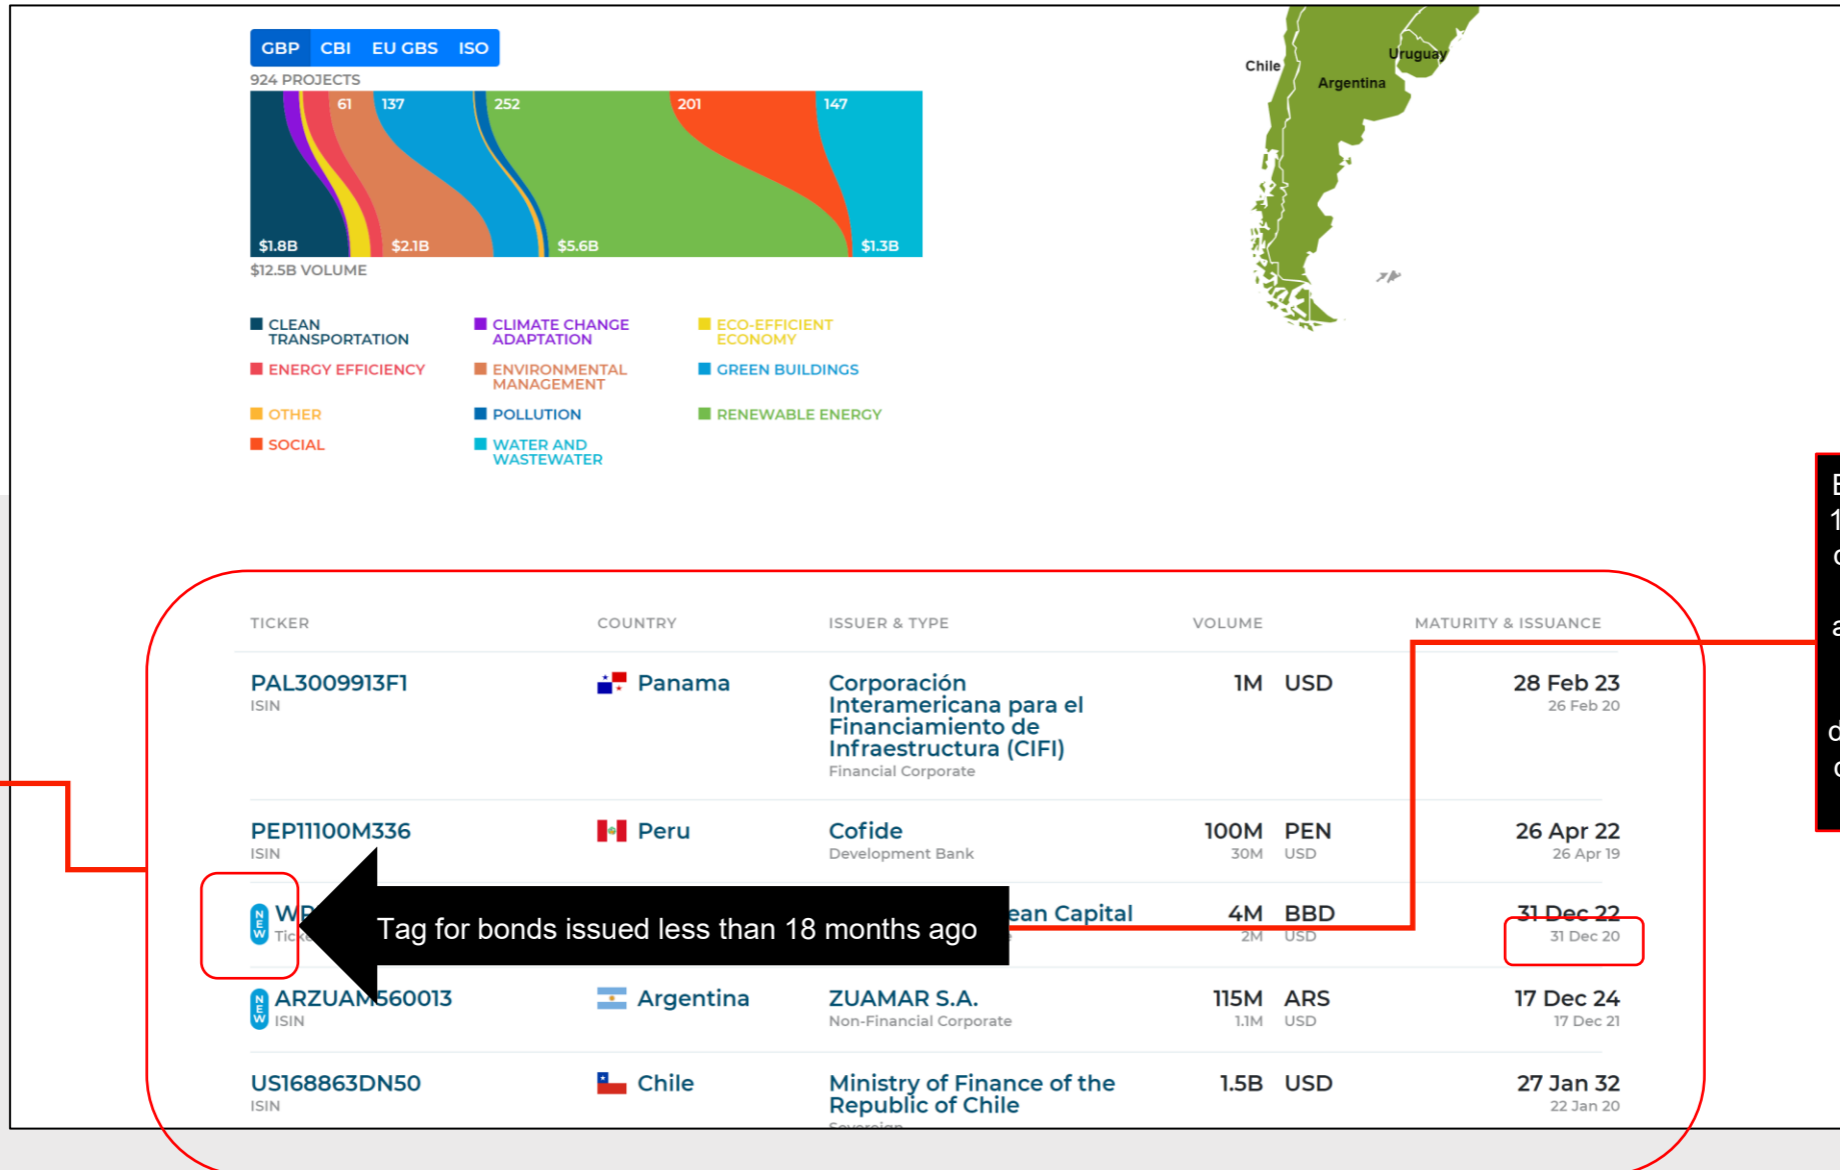 GBP CBI EU GBS ISO
924 PROJECTS
61 137 252 201 147
$1.8B $2.1B $5.6B $1.3B
$12.5B VOLUME
CLEAN TRANSPORTATION
CLIMATE CHANGE ADAPTATION
ECO-EFFICIENT ECONOMY
ENERGY EFFICIENCY
ENVIRONMENTAL MANAGEMENT
GREEN BUILDINGS
OTHER
POLLUTION
RENEWABLE ENERGY
SOCIAL
WATER AND WASTEWATER
Chile
Argentina
Uruguay
TICKER COUNTRY ISSUER & TYPE VOLUME MATURITY & ISSUANCE
PAL3009913F1 Panama Corporación 1M USD 28 Feb 23
ISIN Interamericana para el 26 Feb 20
Financiamiento de
Infraestructura (CIFI)
Financial Corporate
PEP11100M336 Peru Cofide 100M PEN 26 Apr 22
ISIN Development Bank 30M USD 26 Apr 19
NEW ean Capital 4M BBD 31 Dec 22
Tag for bonds issued less than 18 months ago
2M USD 31 Dec 20
NEW ARZUAM560013 Argentina ZUAMAR S.A. 115M ARS 17 Dec 24
ISIN Non-Financial Corporate 1.1M USD 17 Dec 21
US168863DN50 Chile Ministry of Finance of the 1.5B USD 27 Jan 32
ISIN Republic of Chile 22 Jan 20
Sovereign